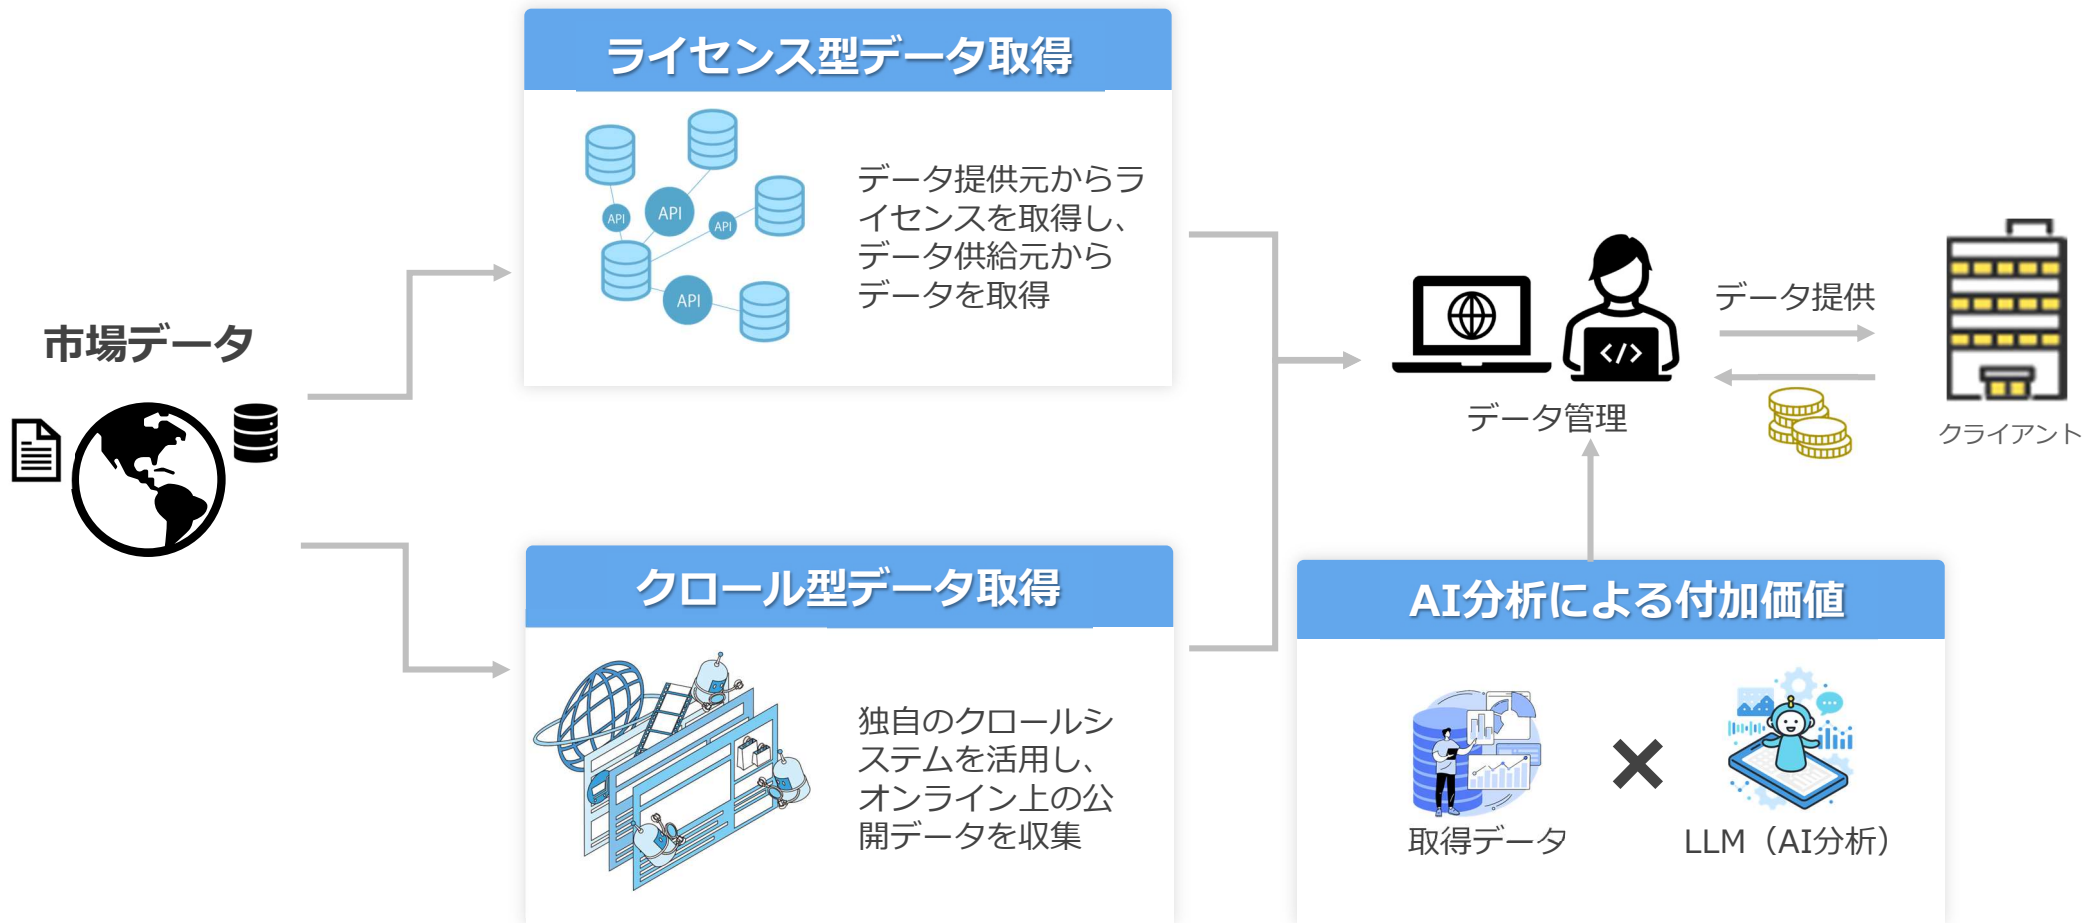 市場データ
ライセンス型データ取得
API
API
API
API
データ提供元からラ
イセンスを取得し、
データ供給元から
データを取得
クロール型データ取得
独自のクロールシ
ステムを活用し、
オンライン上の公
開データを収集
</>
データ管理
データ提供
クライアント
AI分析による付加価値
取得データ
LLM（AI分析）